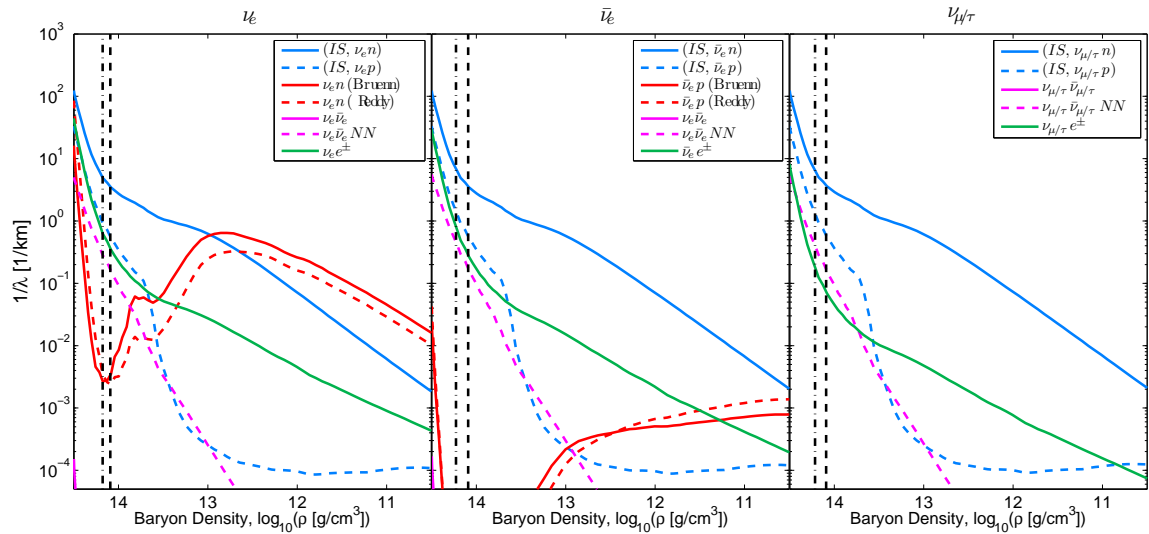 ν_e
ν̄_e
ν_μ/τ
1/λ [1/km]
10^3
10^2
10^1
10^0
10^−1
10^−2
10^−3
10^−4
(IS, ν_e n)
(IS, ν_e p)
ν_e n (Bruenn)
ν_e n ( Reddy)
ν_e ν̄_e
ν_e ν̄_e NN
ν_e e^±
(IS, ν̄_e n)
(IS, ν̄_e p)
ν̄_e p (Bruenn)
ν̄_e p (Reddy)
ν_e ν̄_e
ν_e ν̄_e NN
ν̄_e e^±
(IS, ν_μ/τ n)
(IS, ν_μ/τ p)
ν_μ/τ ν̄_μ/τ
ν_μ/τ ν̄_μ/τ NN
ν_μ/τ e^±
14 13 12 11
14 13 12 11
14 13 12 11
Baryon Density, log_10(ρ [g/cm^3])
Baryon Density, log_10(ρ [g/cm^3])
Baryon Density, log_10(ρ [g/cm^3])